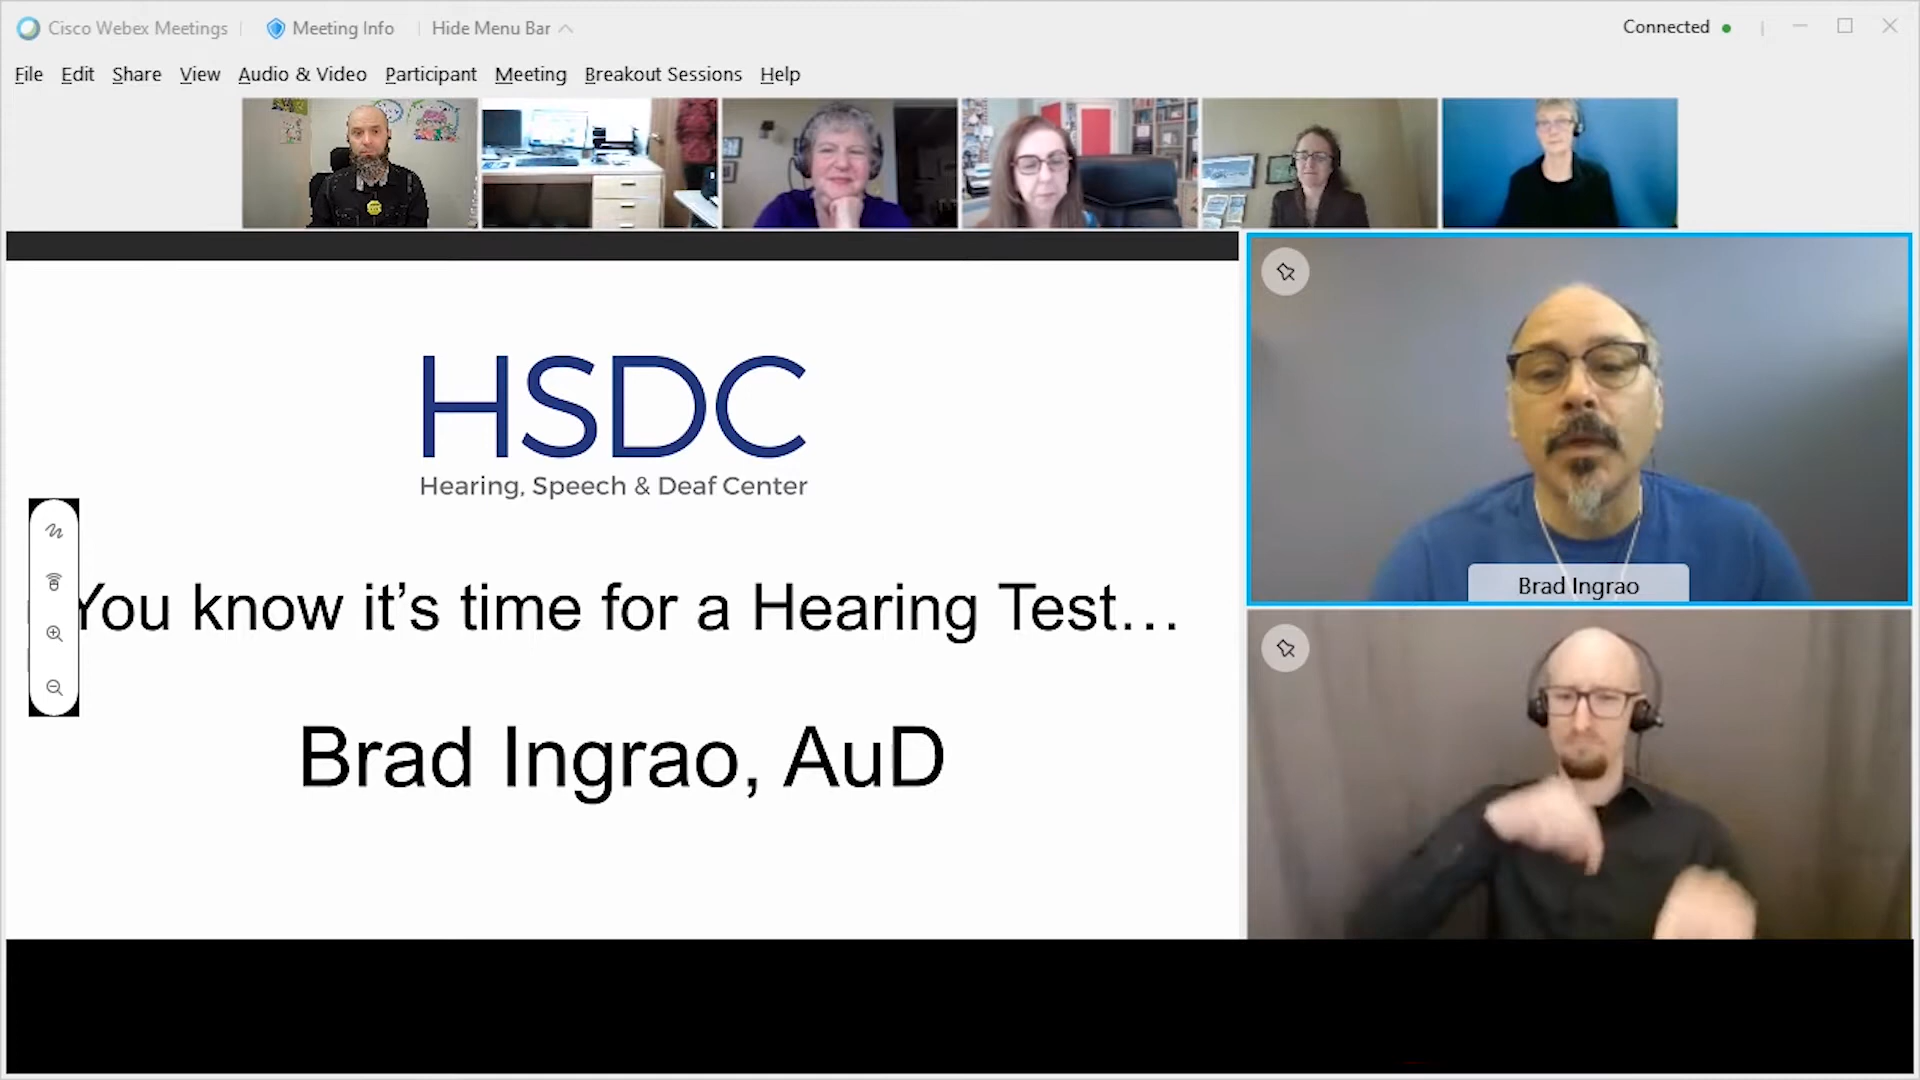 Cisco Webex Meetings
Meeting Info
Hide Menu Bar
Connected
File Edit Share View Audio & Video Participant Meeting Breakout Sessions Help
HSDC
Hearing, Speech & Deaf Center
You know it’s time for a Hearing Test…
Brad Ingrao, AuD
Brad Ingrao